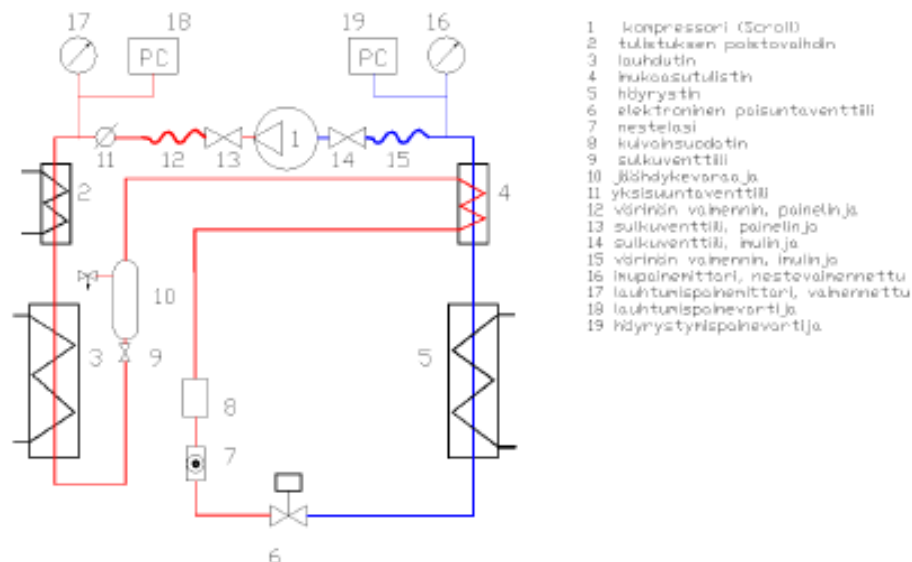 17
18
19
16
PC
PC
1
11
12
13
14
15
2
4
10
3
9
5
8
7
6
1 kompressori (Scroll)
2 tulistuksen poistovaihdin
3 lauhdutin
4 imukaasutulistin
5 höyrystin
6 elektroninen paisuntaventtiili
7 nestelasi
8 kuivainsuodatin
9 sulkuventtiili
10 jäähdykevaraaja
11 yksisuuntaventtiili
12 värinän vaimennin, painelinja
13 sulkuventtiili, painelinja
14 sulkuventtiili, imulinja
15 värinän vaimennin, imulinja
16 imupainemittari, nestevaimennettu
17 lauhtumispainemittari, vaimennettu
18 lauhtumispainevartija
19 höyrystymispainevartija